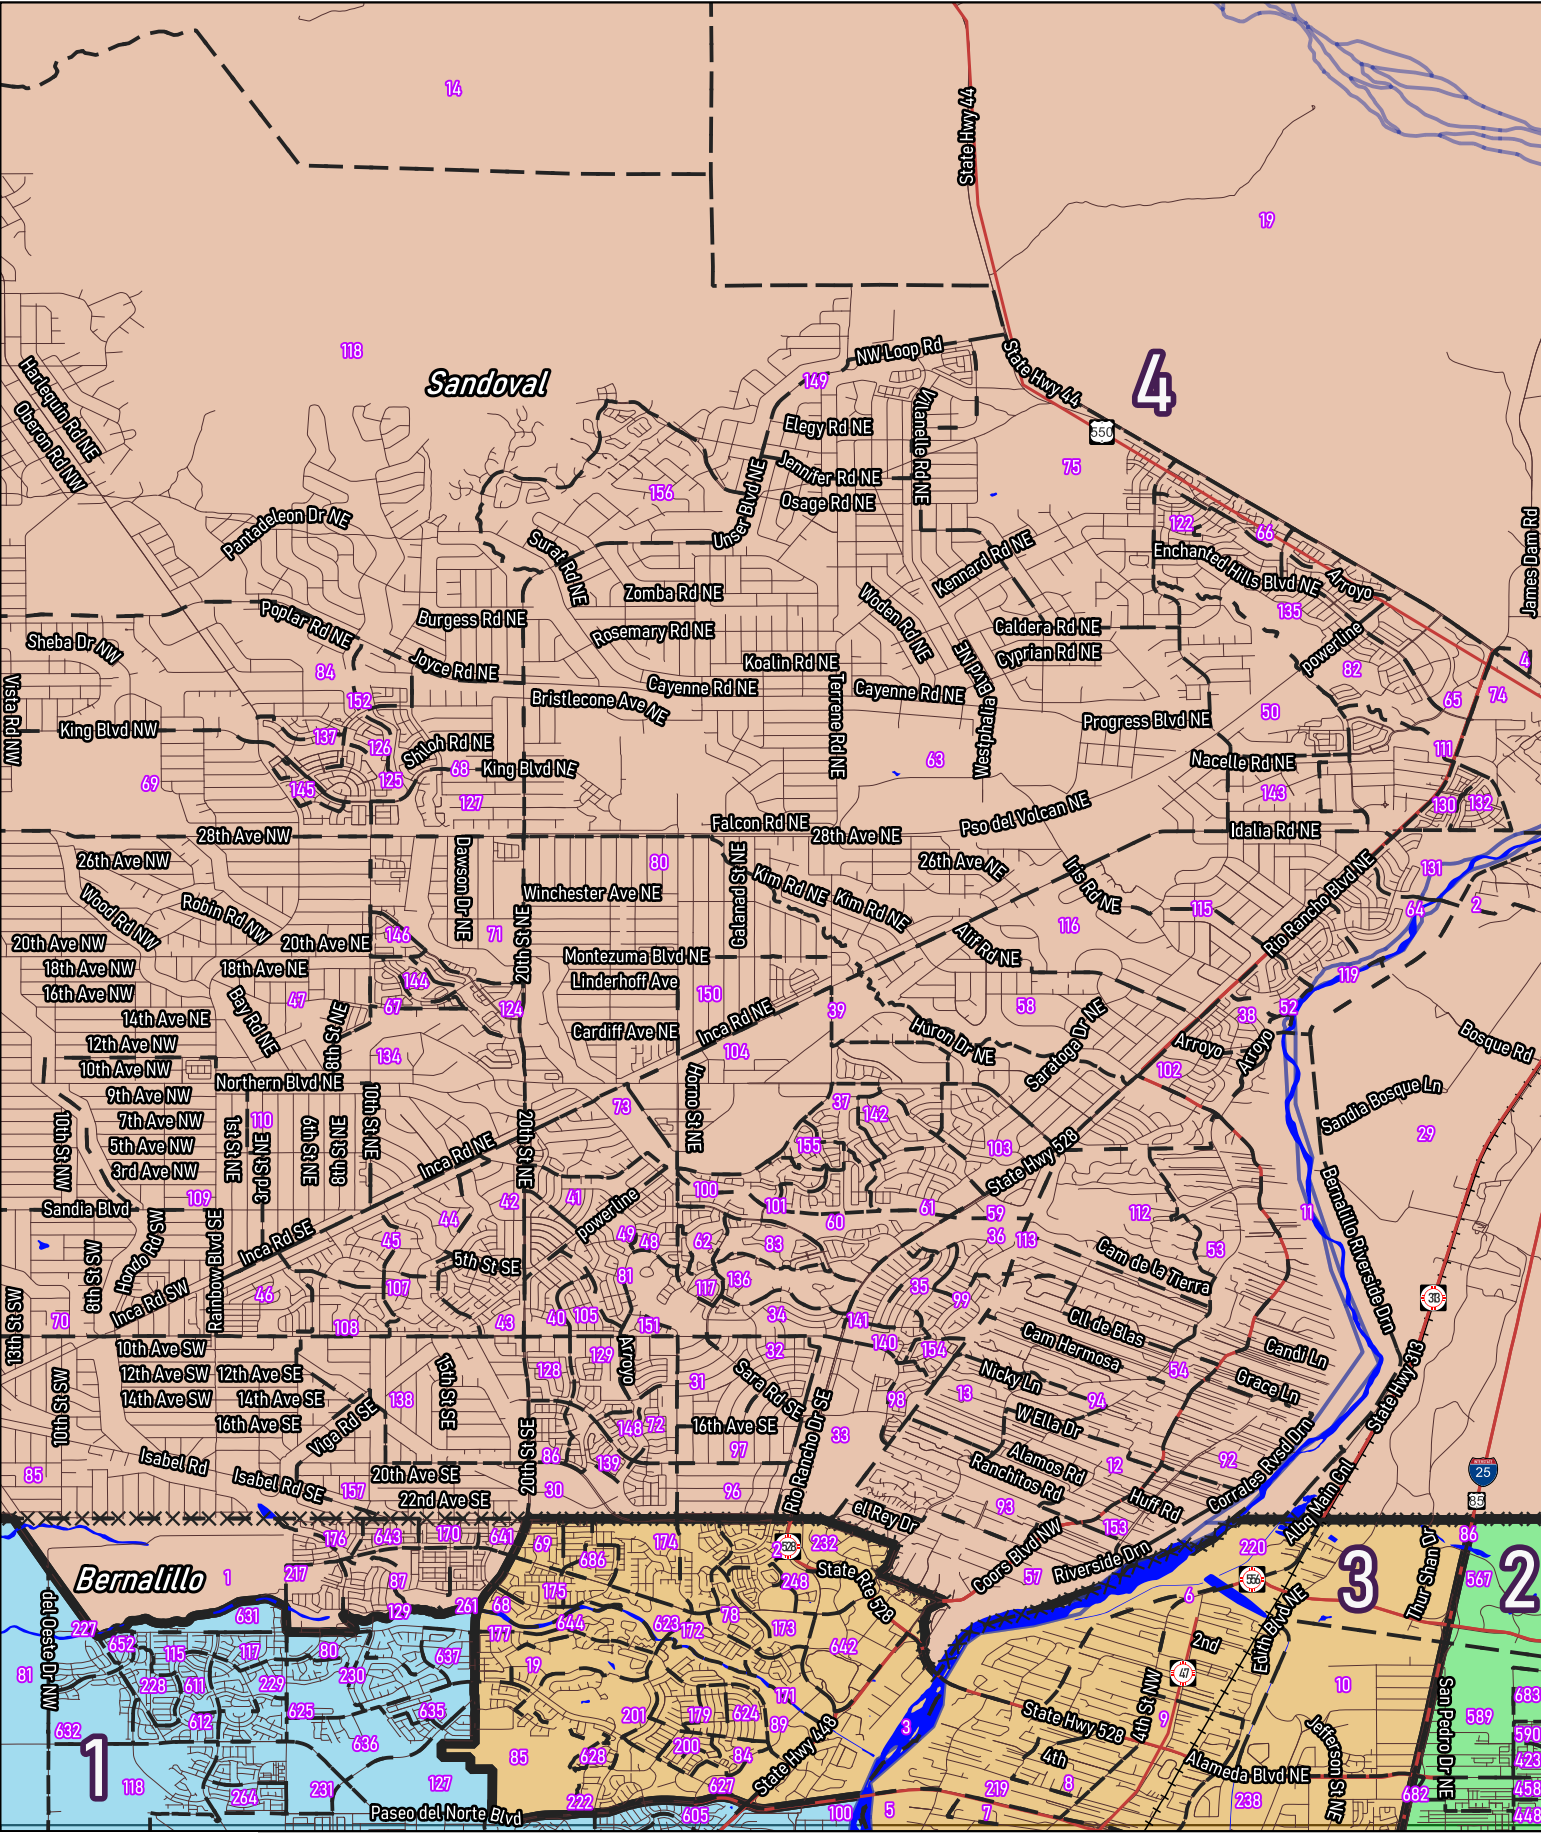 14
State Hwy 44
19
118
Sandoval
NW Loop Rd
State Hwy 44
4
149
Harlequin Rd NE
Oberon Rd NW
Elegy Rd NE
Vilanelle Rd NE
550
75
Jennifer Rd NE
156
Osage Rd NE
Unser Blvd NE
Pantadeleon Dr NE
122
66
James Dam Rd
Surat Rd NE
Kennard Rd NE
Enchanted Hills Blvd NE
Arroyo
Zomba Rd NE
Woden Rd NE
135
Poplar Rd NE
Burgess Rd NE
Rosemary Rd NE
Caldera Rd NE
powerline
Sheba Dr NW
Cyprian Rd NE
84
Joyce Rd NE
Koalin Rd NE
82
4
Vista Rd NW
152
Bristlecone Ave NE
Cayenne Rd NE
Terreno Rd NE
Cayenne Rd NE
Westphalia Blvd NE
65
74
King Blvd NW
137
126
Shiloh Rd NE
Progress Blvd NE
50
111
68
King Blvd NE
63
Nacelle Rd NE
69
145
125
127
143
130
132
28th Ave NW
Falcon Rd NE
28th Ave NE
Pso del Volcan NE
Idalia Rd NE
26th Ave NW
Dawson Dr NE
80
26th Ave NE
131
Wood Rd NW
Robin Rd NW
Winchester Ave NE
Galanad St NE
Kim Rd NE
Kim Rd NE
Iris Rd NE
115
64
2
20th Ave NW
20th Ave NE
146
71
20th St NE
116
Alif Rd NE
Rio Rancho Blvd NE
18th Ave NW
18th Ave NE
Montezuma Blvd NE
119
16th Ave NW
47
144
Linderhoff Ave
150
14th Ave NE
Bay Rd NE
67
124
39
58
38
52
12th Ave NW
8th St NE
Cardiff Ave NE
Inca Rd NE
Huron Dr NE
Saratoga Dr NE
Arroyo
Arroyo
Bosque Rd
10th Ave NW
134
104
102
Northern Blvd NE
9th Ave NW
Sandia Bosque Ln
7th Ave NW
110
10th St NE
73
Homo St NE
37
142
29
10th St NW
5th Ave NW
1st St NE
3rd St NE
6th St NE
8th St NE
Inca Rd NE
20th St NE
155
103
State Hwy 528
3rd Ave NW
109
42
41
100
101
Sandia Blvd
44
powerline
60
61
59
112
11
Bernalillo Riverside Drn
Hondo Rd SW
Rainbow Blvd SE
Inca Rd SE
45
49
48
62
83
36
113
53
8th St SW
5th St SE
81
117
136
Cam de la Tierra
Inca Rd SW
46
107
35
99
313
13th St SW
70
108
43
40
105
151
34
141
Cll de Blas
10th Ave SW
129
Arroyo
32
140
154
Cam Hermosa
Candi Ln
State Hwy 313
12th Ave SW
12th Ave SE
15th St SE
128
31
Sara Rd SE
Nicky Ln
54
Grace Ln
10th St SW
14th Ave SW
14th Ave SE
138
98
13
94
16th Ave SE
Viga Rd SE
148
72
16th Ave SE
33
W Ella Dr
20th St SE
86
97
Rio Rancho Dr SE
Alamos Rd
92
Isabel Rd
85
Isabel Rd SE
20th Ave SE
139
Ranchitos Rd
12
Corrales Rvsd Drn
25
157
22nd Ave SE
30
96
93
Huff Rd
Albq Main Cnl
85
el Rey Dr
153
176
643
170
641
69
174
528
232
Coors Blvd NW
220
3
Thur Shan Dr
86
686
Bernalillo
1
217
87
175
248
State Rte 528
57
Riverside Drn
556
567
2
del Oeste Dr NW
631
129
261
68
6
227
177
644
623
172
78
173
2nd
Edith Blvd NE
652
115
117
80
637
642
81
19
47
228
611
229
230
171
10
San Pedro Dr NE
683
612
625
635
201
179
624
89
3
State Hwy 528
4th St NW
9
Jefferson St NE
589
632
1
636
200
State Hwy 448
590
85
628
84
4th
423
118
231
127
627
219
8
Alameda Blvd NE
458
264
222
682
Paseo del Norte Blvd
605
100
5
7
238
448